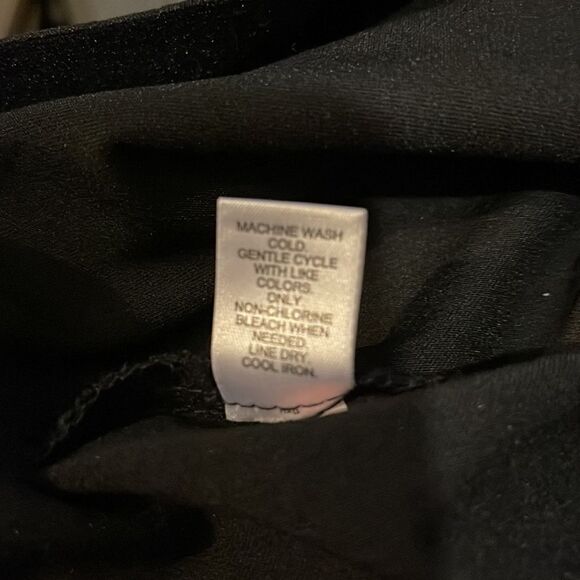 MACHINE WASH
COLD.
GENTLE CYCLE
WITH LIKE
COLORS.
ONLY
NON-CHLORINE
BLEACH WHEN
NEEDED.
LINE DRY.
COOL IRON.